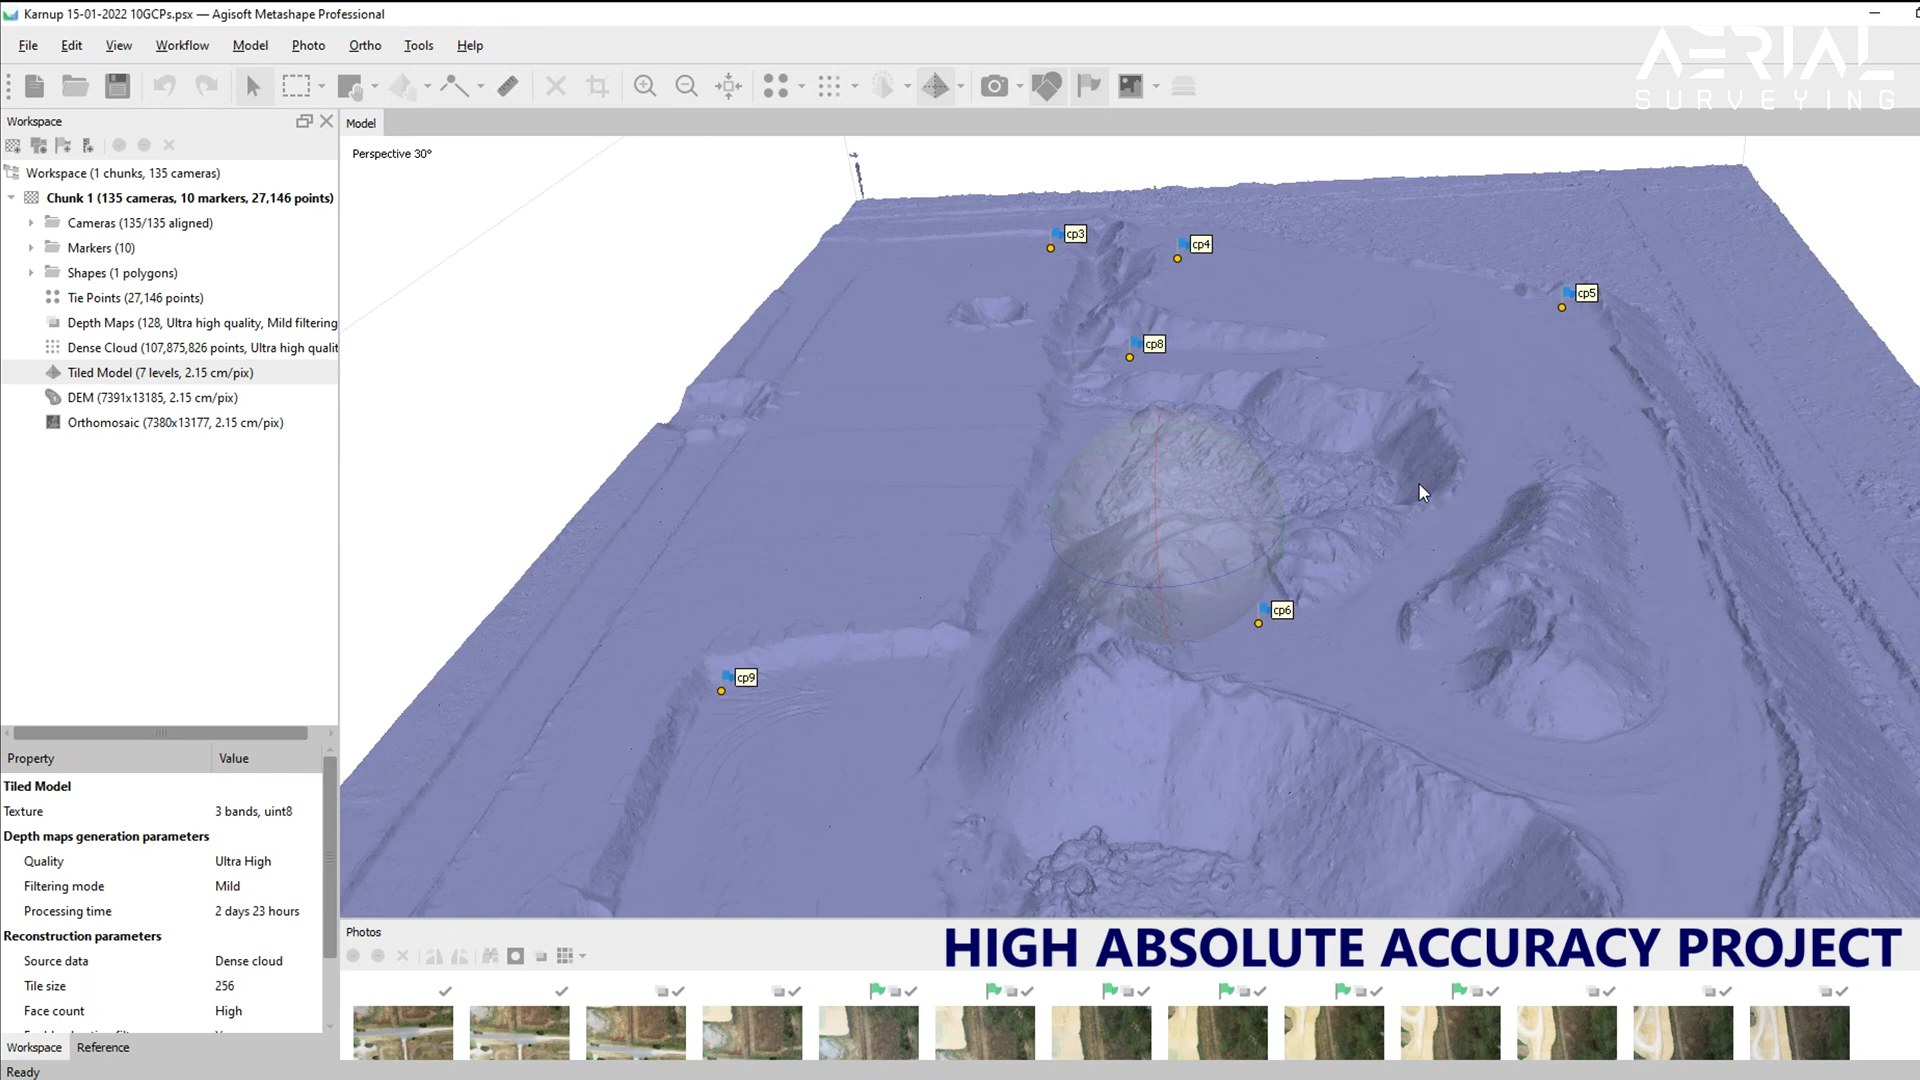 Karnup 15-01-2022 10GCPs.psx — Agisoft Metashape Professional
File Edit View Workflow Model Photo Ortho Tools Help
AERIAL
SURVEYING
Workspace
Model
Perspective 30°
Workspace (1 chunks, 135 cameras)
Chunk 1 (135 cameras, 10 markers, 27,146 points)
Cameras (135/135 aligned)
Markers (10)
Shapes (1 polygons)
Tie Points (27,146 points)
Depth Maps (128, Ultra high quality, Mild filtering
Dense Cloud (107,875,826 points, Ultra high qualit
Tiled Model (7 levels, 2.15 cm/pix)
DEM (7391x13185, 2.15 cm/pix)
Orthomosaic (7380x13177, 2.15 cm/pix)
cp3
cp4
cp5
cp8
cp6
cp9
Property Value
Tiled Model
Texture 3 bands, uint8
Depth maps generation parameters
Quality Ultra High
Filtering mode Mild
Processing time 2 days 23 hours
Reconstruction parameters
Source data Dense cloud
Tile size 256
Face count High
Workspace Reference
Ready
Photos
HIGH ABSOLUTE ACCURACY PROJECT